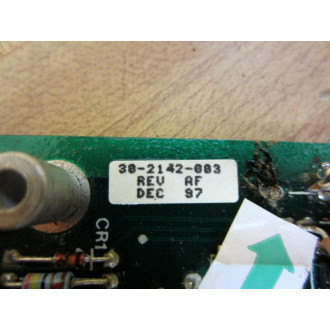 30-2142-003
REV AF
DEC 97
CR1